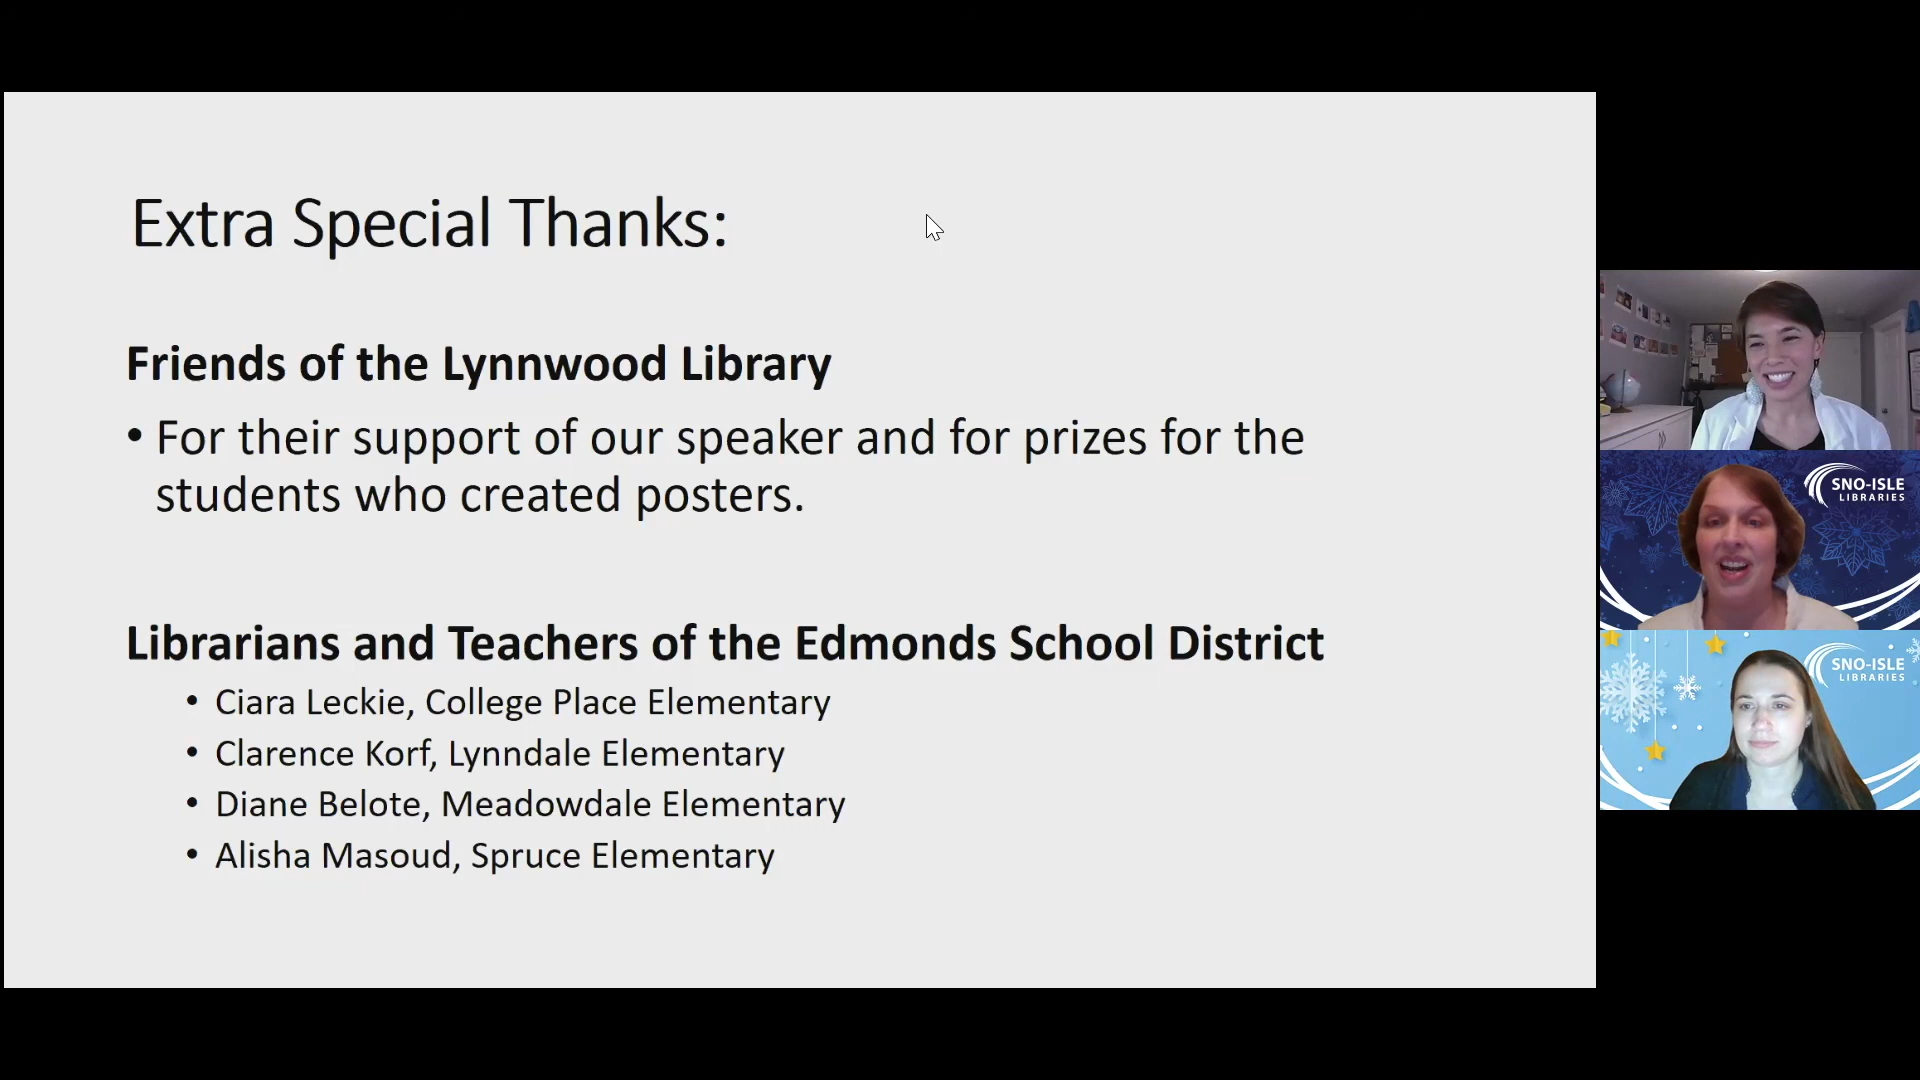 Extra Special Thanks:
Friends of the Lynnwood Library
• For their support of our speaker and for prizes for the
students who created posters.
Librarians and Teachers of the Edmonds School District
• Ciara Leckie, College Place Elementary
• Clarence Korf, Lynndale Elementary
• Diane Belote, Meadowdale Elementary
• Alisha Masoud, Spruce Elementary
SNO-ISLE
LIBRARIES
SNO-ISLE
LIBRARIES